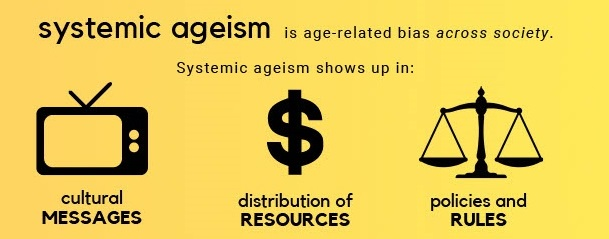 systemic ageism is age-related bias across society.
Systemic ageism shows up in:
cultural
MESSAGES
distribution of
RESOURCES
policies and
RULES